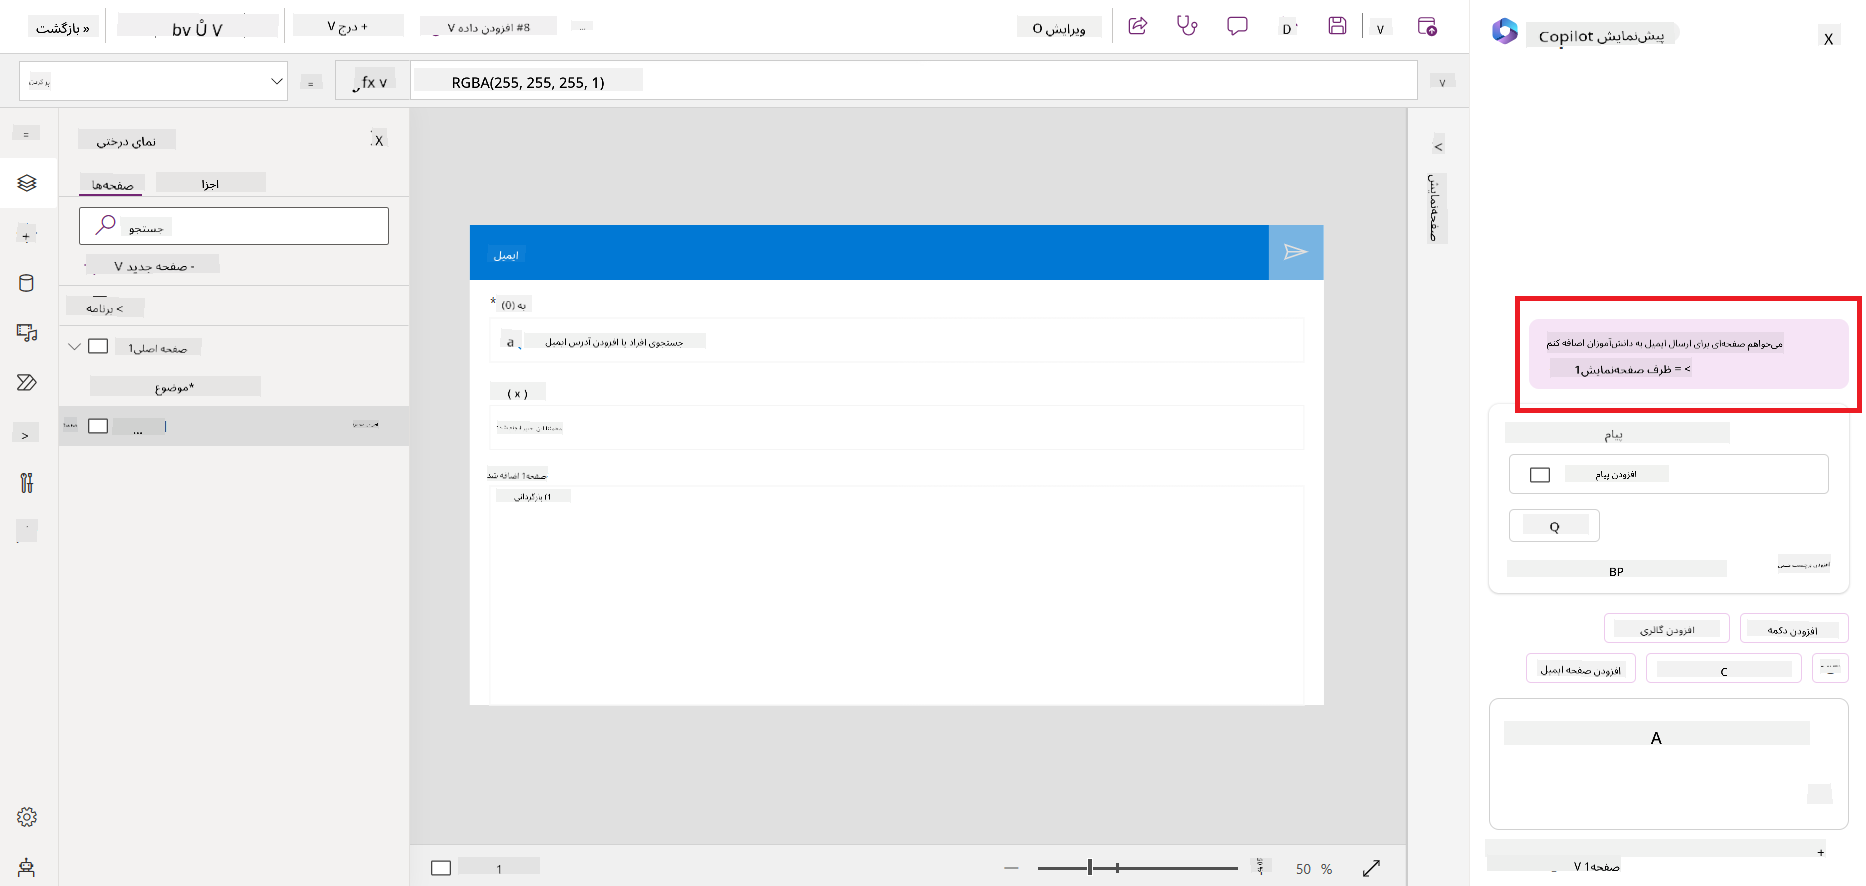 « بازگشت
bv Ů V
+ درج V
#8 افزودن داده V
...
ویرایش O
D
V
پیش‌نمایش Copilot
X
=
fx v
RGBA(255, 255, 255, 1)
v
=
نمای درختی
X
صفحه‌ها
اجزا
جستجو
- صفحه جدید V
> برنامه
صفحه اصلی1
*موضوع
...
+
>
ایمیل
* به (0)
a
جستجوی افراد یا افزودن آدرس ایمیل
( x )
صفحه1 اضافه شد
1) بازگردانی
>
صفحه‌نمایش
می‌خواهم صفحه‌ای برای ارسال ایمیل به دانش‌آموزان اضافه کنم
> = ظرف صفحه‌نمایش1
پیام
افزودن پیام
Q
BP
افزودن گالری
افزودن دکمه
افزودن صفحه ایمیل
C
A
+
صفحه1 V
1
50 %